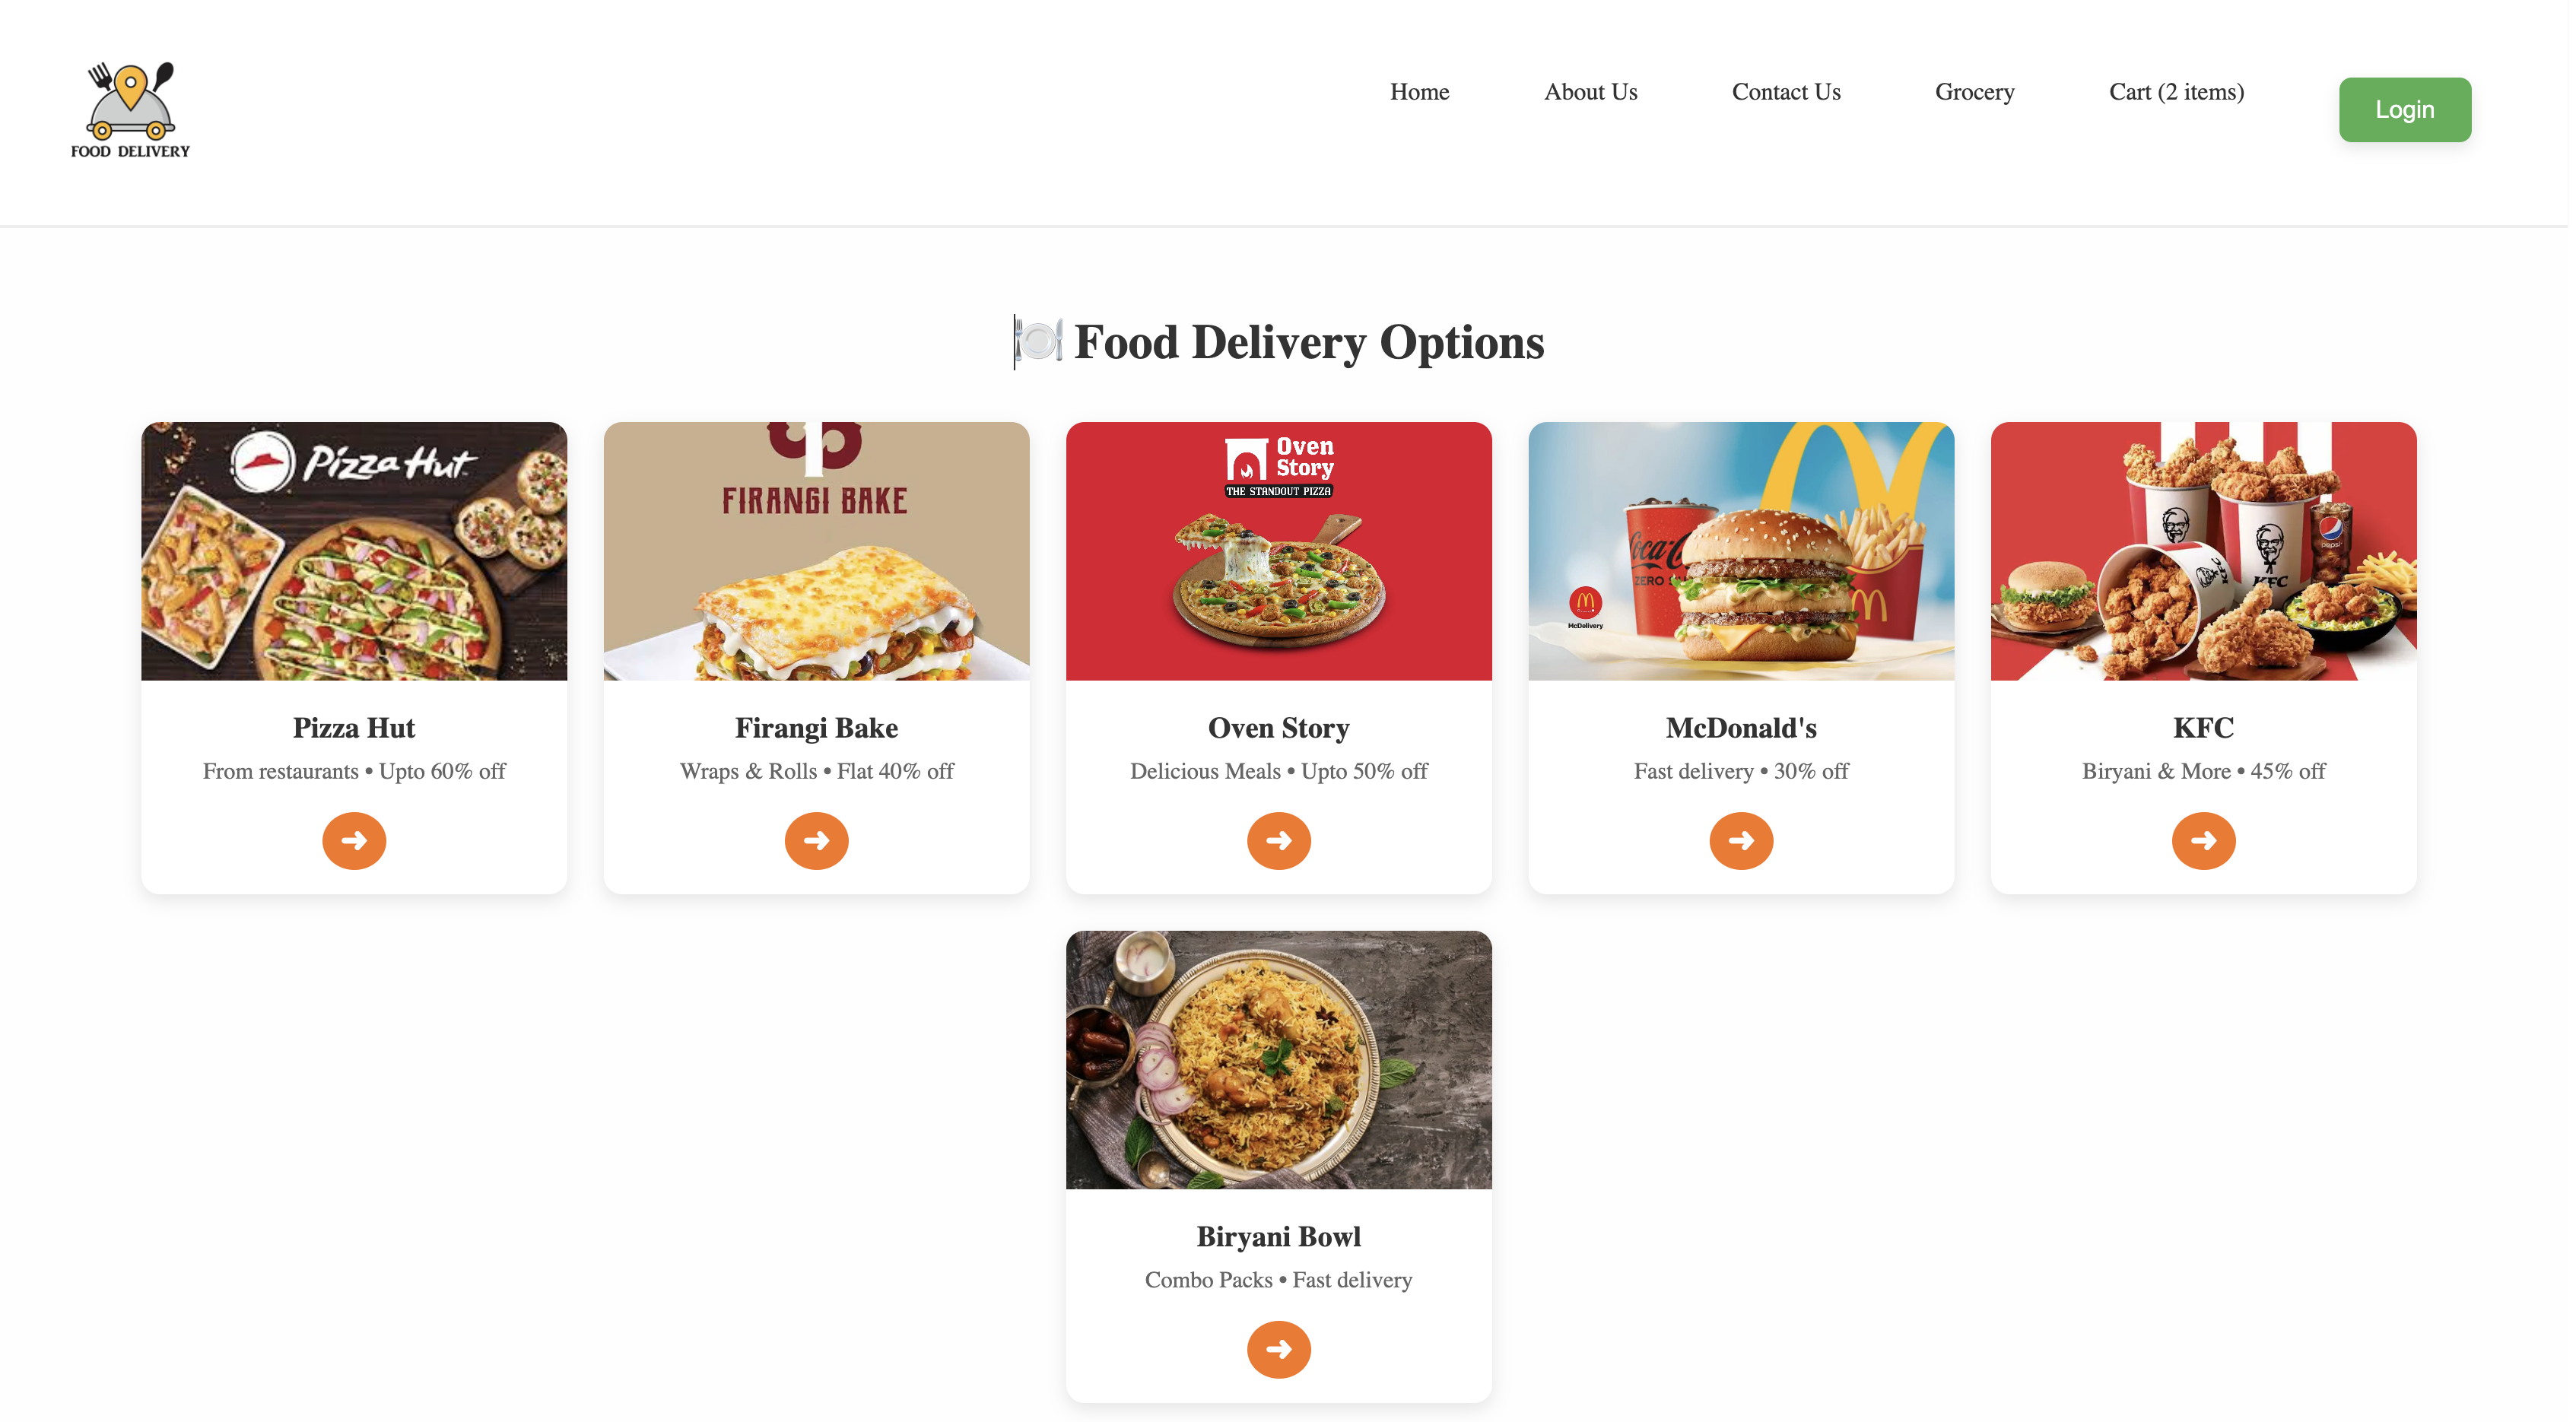 FOOD DELIVERY
Home
About Us
Contact Us
Grocery
Cart (2 items)
Login
Food Delivery Options
Pizza Hut
FIRANGI BAKE
Oven
Story
THE STANDOUT PIZZA
Coca-C
ZERO S
McDelivery
KFC
pepsi
Pizza Hut
From restaurants • Upto 60% off
Firangi Bake
Wraps & Rolls • Flat 40% off
Oven Story
Delicious Meals • Upto 50% off
McDonald's
Fast delivery • 30% off
KFC
Biryani & More • 45% off
Biryani Bowl
Combo Packs • Fast delivery